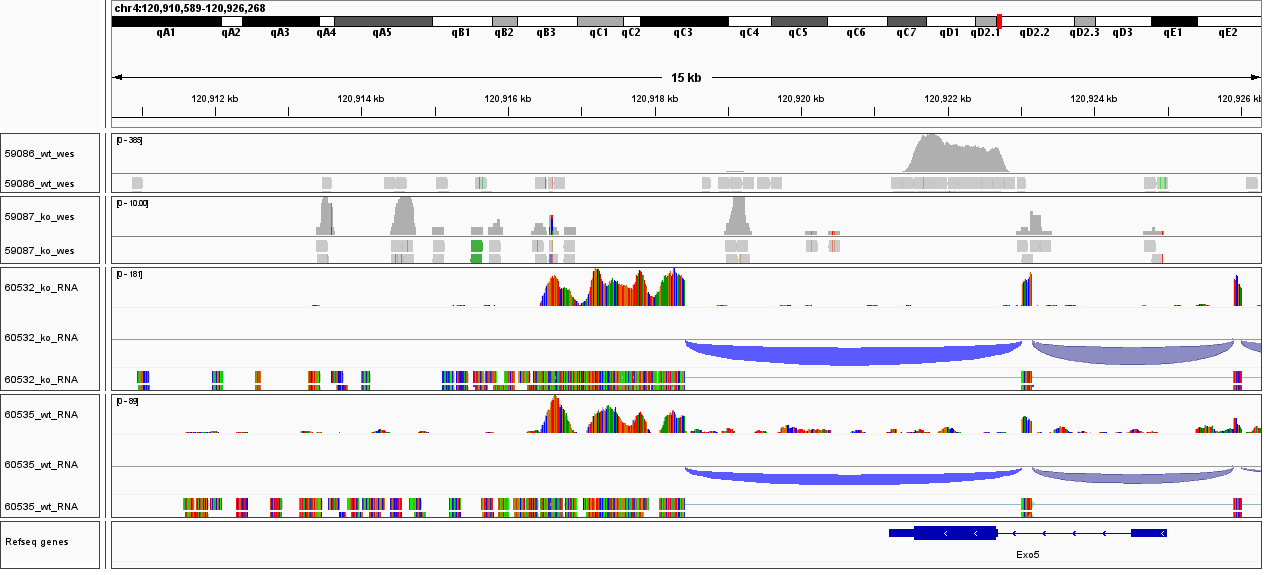 chr4:120,910,589-120,926,268
qA1 qA2 qA3 qA4 qA5 qB1 qB2 qB3 qC1 qC2 qC3 qC4 qC5 qC6 qC7 qD1 qD2.1 qD2.2 qD2.3 qD3 qE1 qE2
15 kb
120,912 kb 120,914 kb 120,916 kb 120,918 kb 120,920 kb 120,922 kb 120,924 kb 120,926 kb
[0 - 385]
59086_wt_wes
59086_wt_wes
[0 - 10.00]
59087_ko_wes
59087_ko_wes
[0 - 181]
60532_ko_RNA
60532_ko_RNA
60532_ko_RNA
[0 - 89]
60535_wt_RNA
60535_wt_RNA
60535_wt_RNA
Refseq genes
Exo5